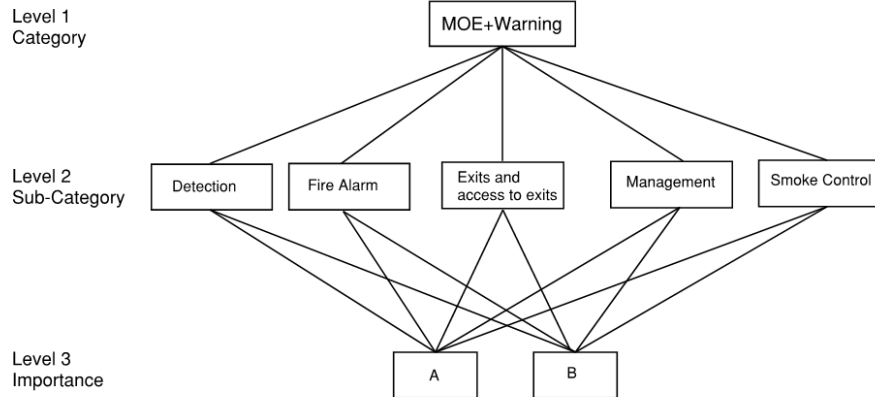 Level 1
Category
MOE+Warning
Level 2
Sub-Category
Detection
Fire Alarm
Exits and
access to exits
Management
Smoke Control
Level 3
Importance
A
B